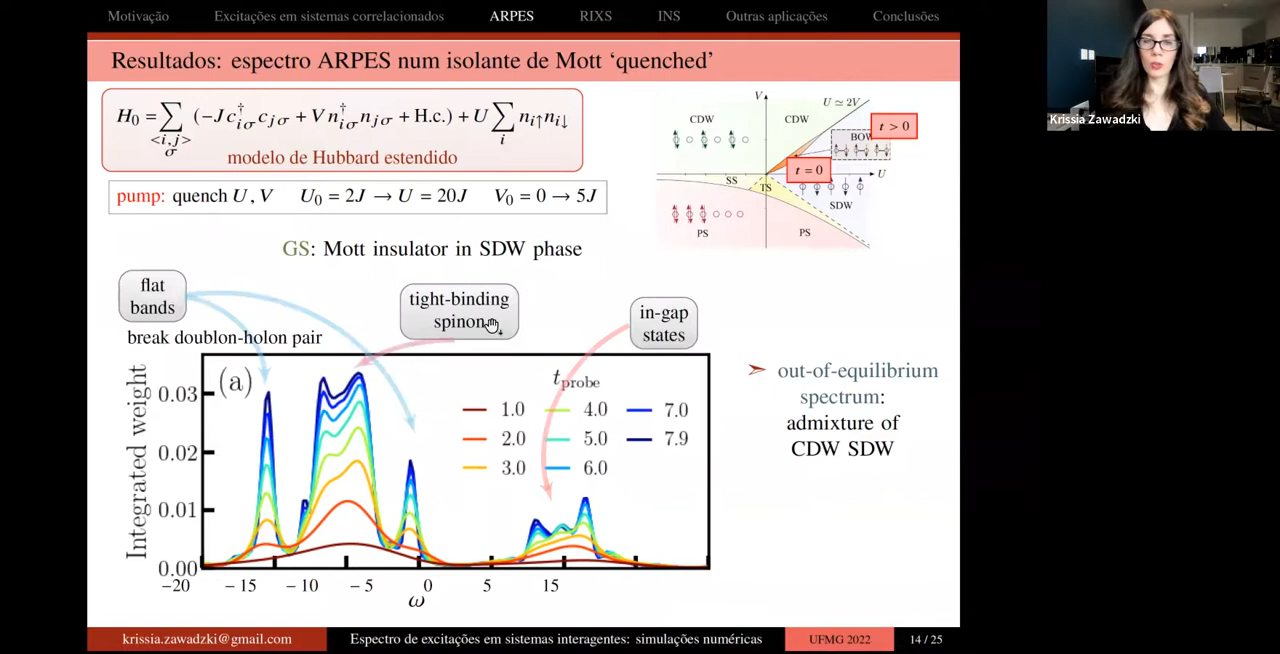 Motivação Excitações em sistemas correlacionados ARPES RIXS INS Outras aplicações Conclusões
Resultados: espectro ARPES num isolante de Mott ‘quenched’
H₀ = ∑ (−J c†iσ cjσ + V n†iσ njσ + H.c.) + U ∑ ni↑ni↓
<i,j> i
σ
modelo de Hubbard estendido
pump: quench U, V U₀ = 2J → U = 20J V₀ = 0 → 5J
V
U ≃ 2V
CDW CDW
t > 0
BOW
t = 0
U
SS TS
SDW
PS PS
GS: Mott insulator in SDW phase
flat
bands
tight-binding
spinon
in-gap
states
break doublon-holon pair
(a)
tprobe
1.0 4.0 7.0
2.0 5.0 7.9
3.0 6.0
Integrated weight
0.03
0.02
0.01
0.00
−20 −15 −10 −5 0 5 15
ω
➢ out-of-equilibrium
spectrum:
admixture of
CDW SDW
krissia.zawadzki@gmail.com Espectro de excitações em sistemas interagentes: simulações numéricas UFMG 2022 14 / 25
Krissia Zawadzki